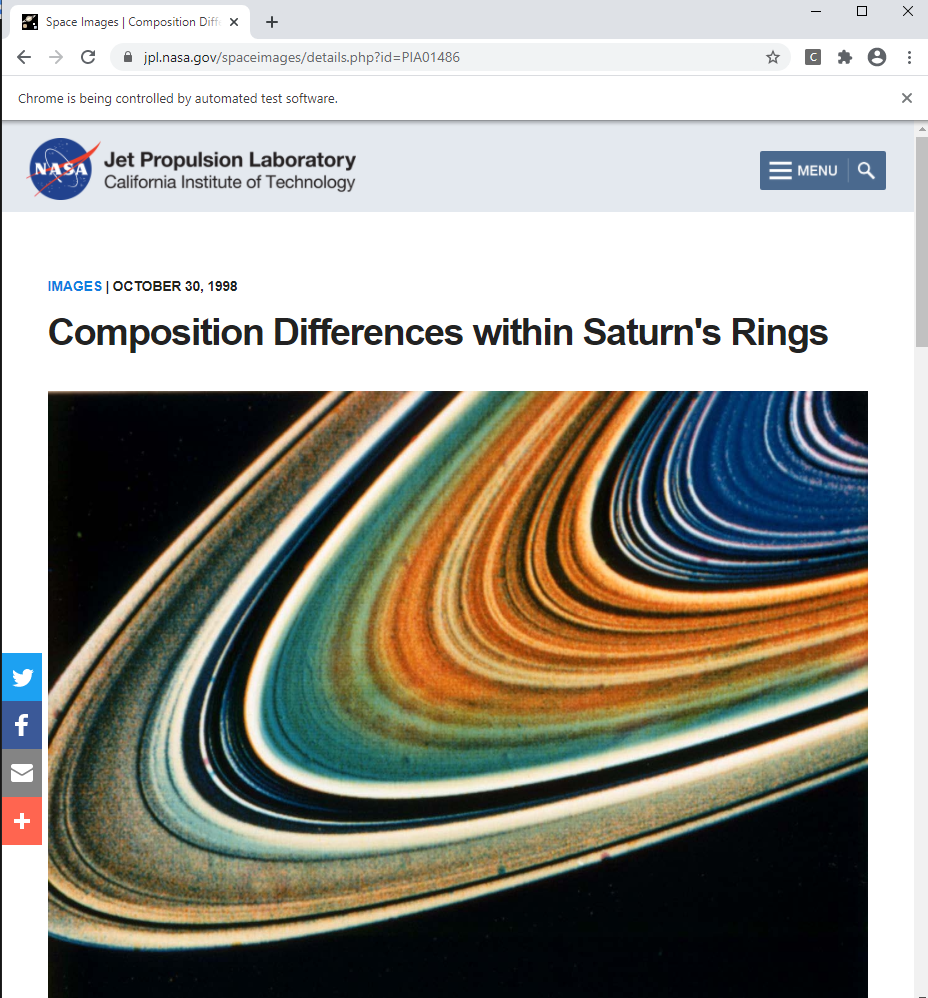 Space Images | Composition Diff
jpl.nasa.gov/spaceimages/details.php?id=PIA01486
C
Chrome is being controlled by automated test software.
NASA
Jet Propulsion Laboratory
California Institute of Technology
MENU
IMAGES | OCTOBER 30, 1998
Composition Differences within Saturn's Rings